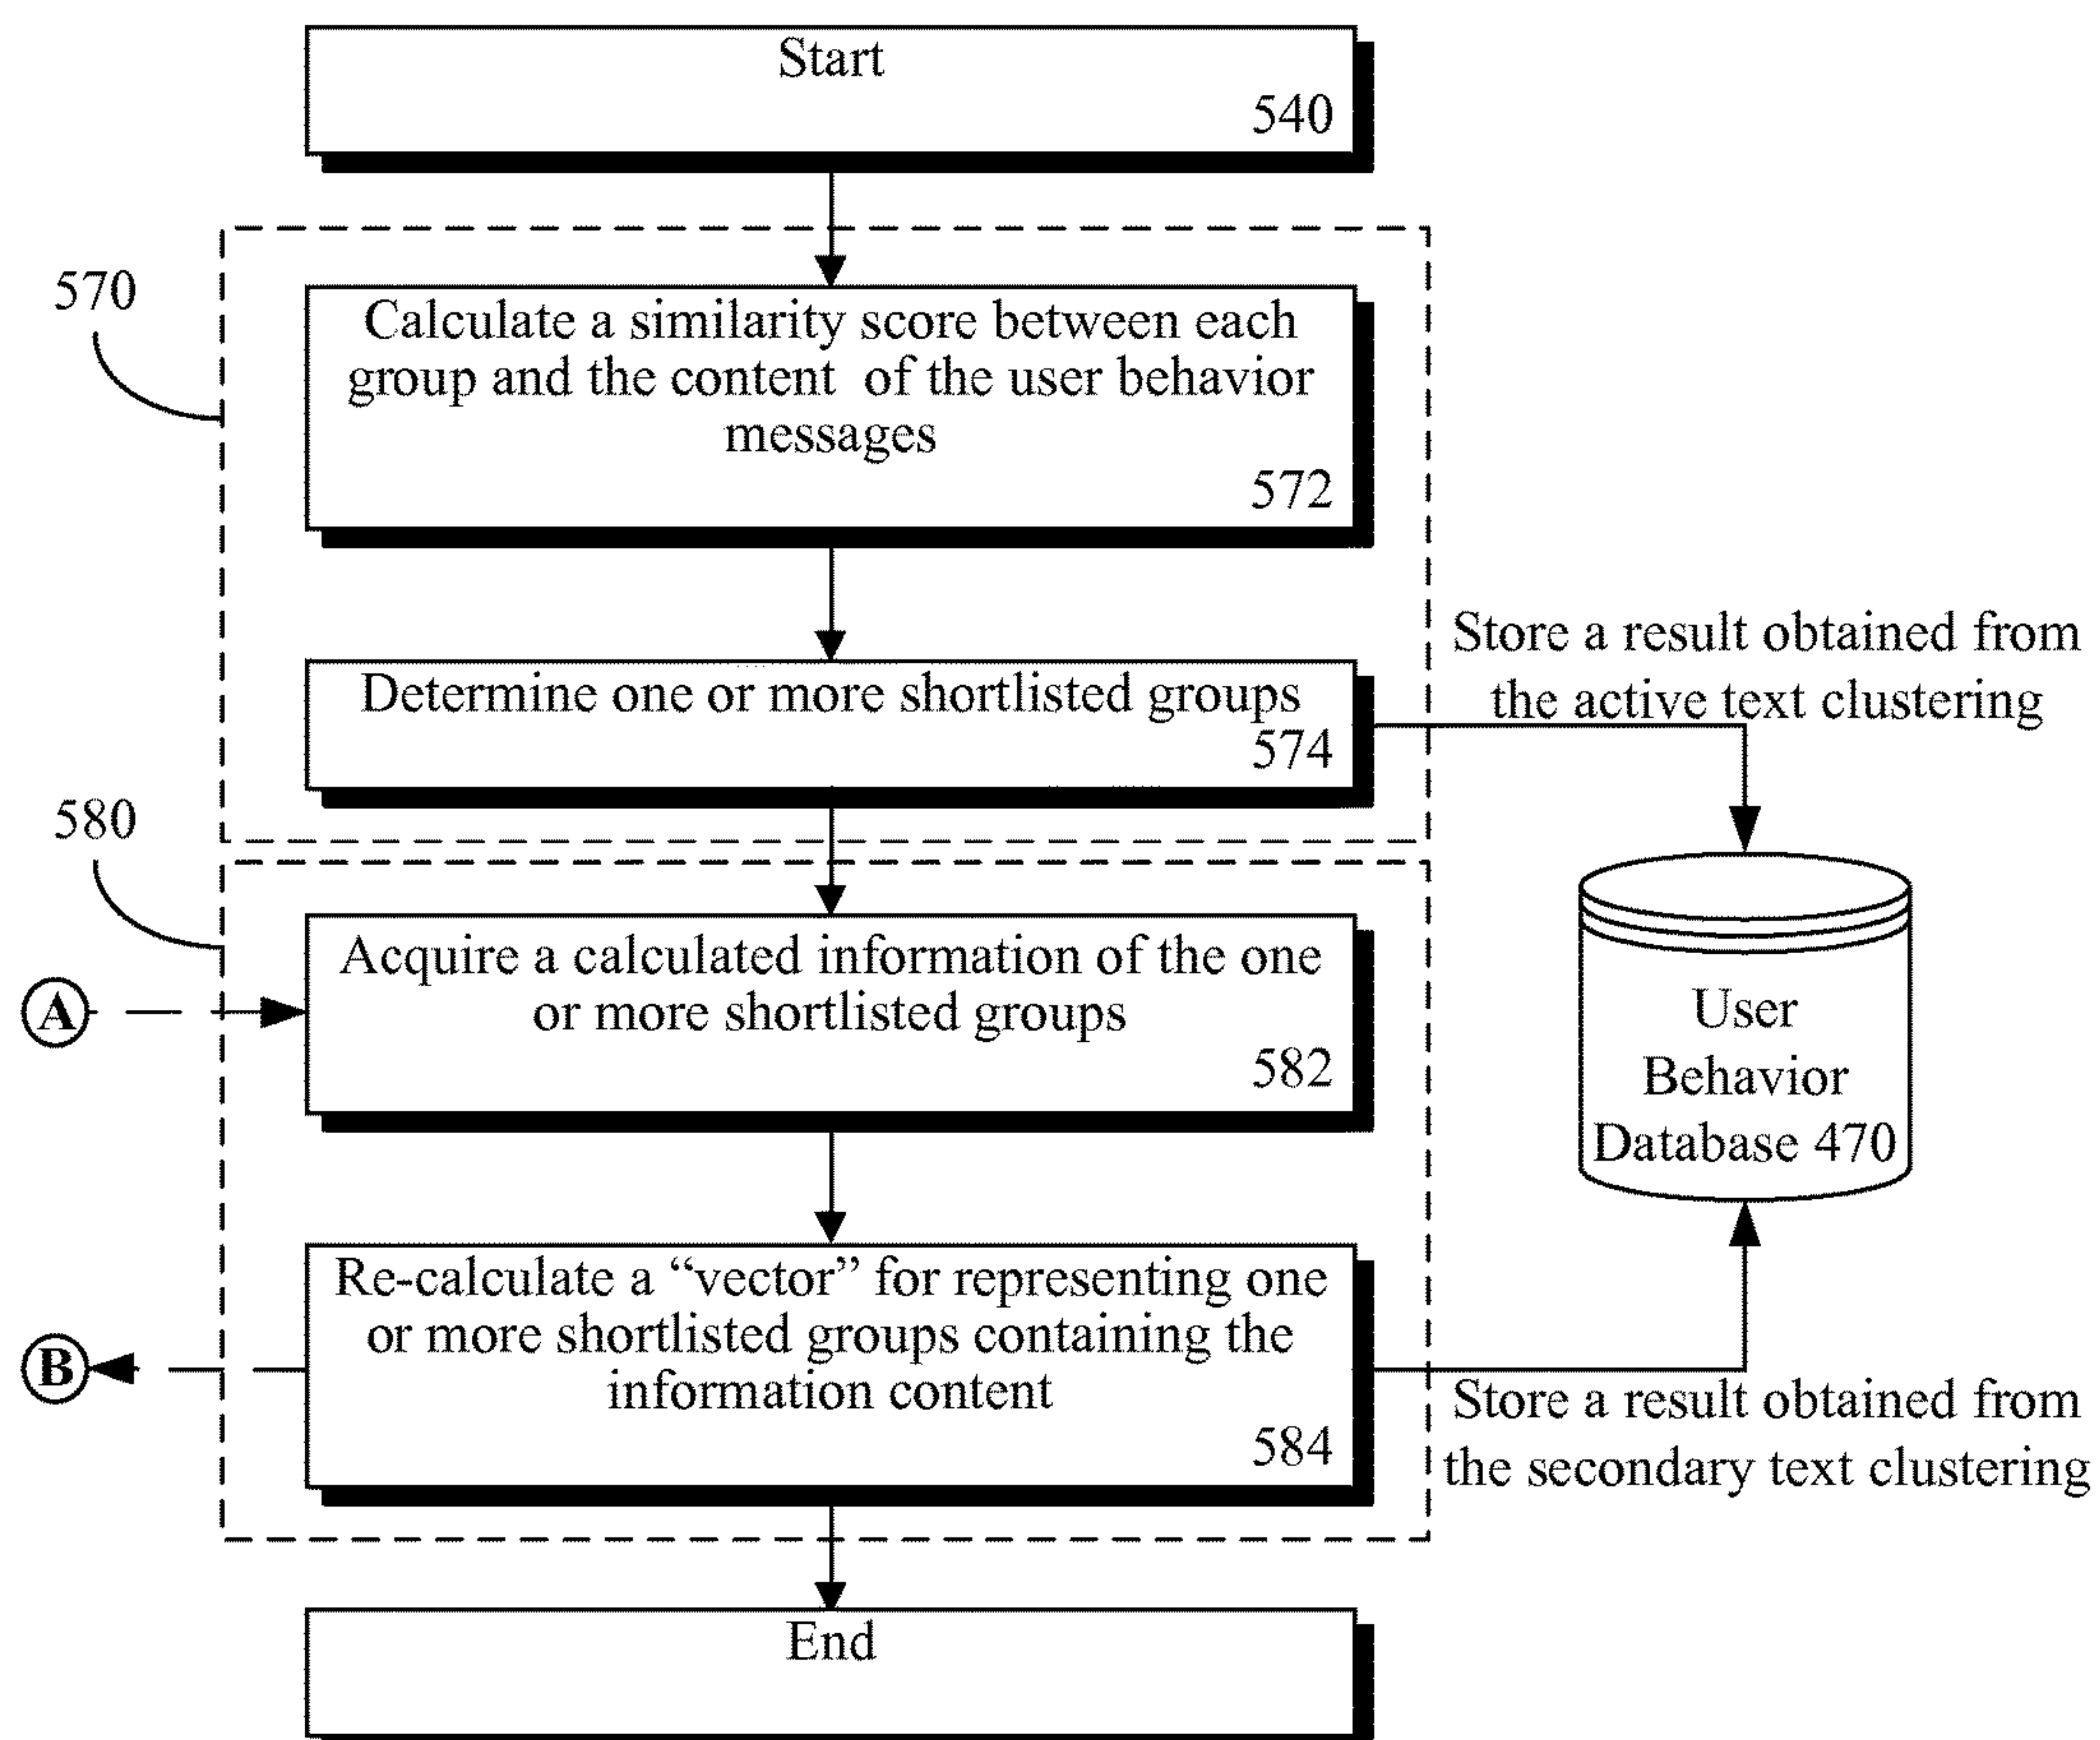 Start
540
570
Calculate a similarity score between each
group and the content of the user behavior
messages
572
Store a result obtained from
the active text clustering
Determine one or more shortlisted groups
574
580
Acquire a calculated information of the one
or more shortlisted groups
582
A
User
Behavior
Database 470
Re-calculate a “vector” for representing one
or more shortlisted groups containing the
information content
584
B
Store a result obtained from
the secondary text clustering
End